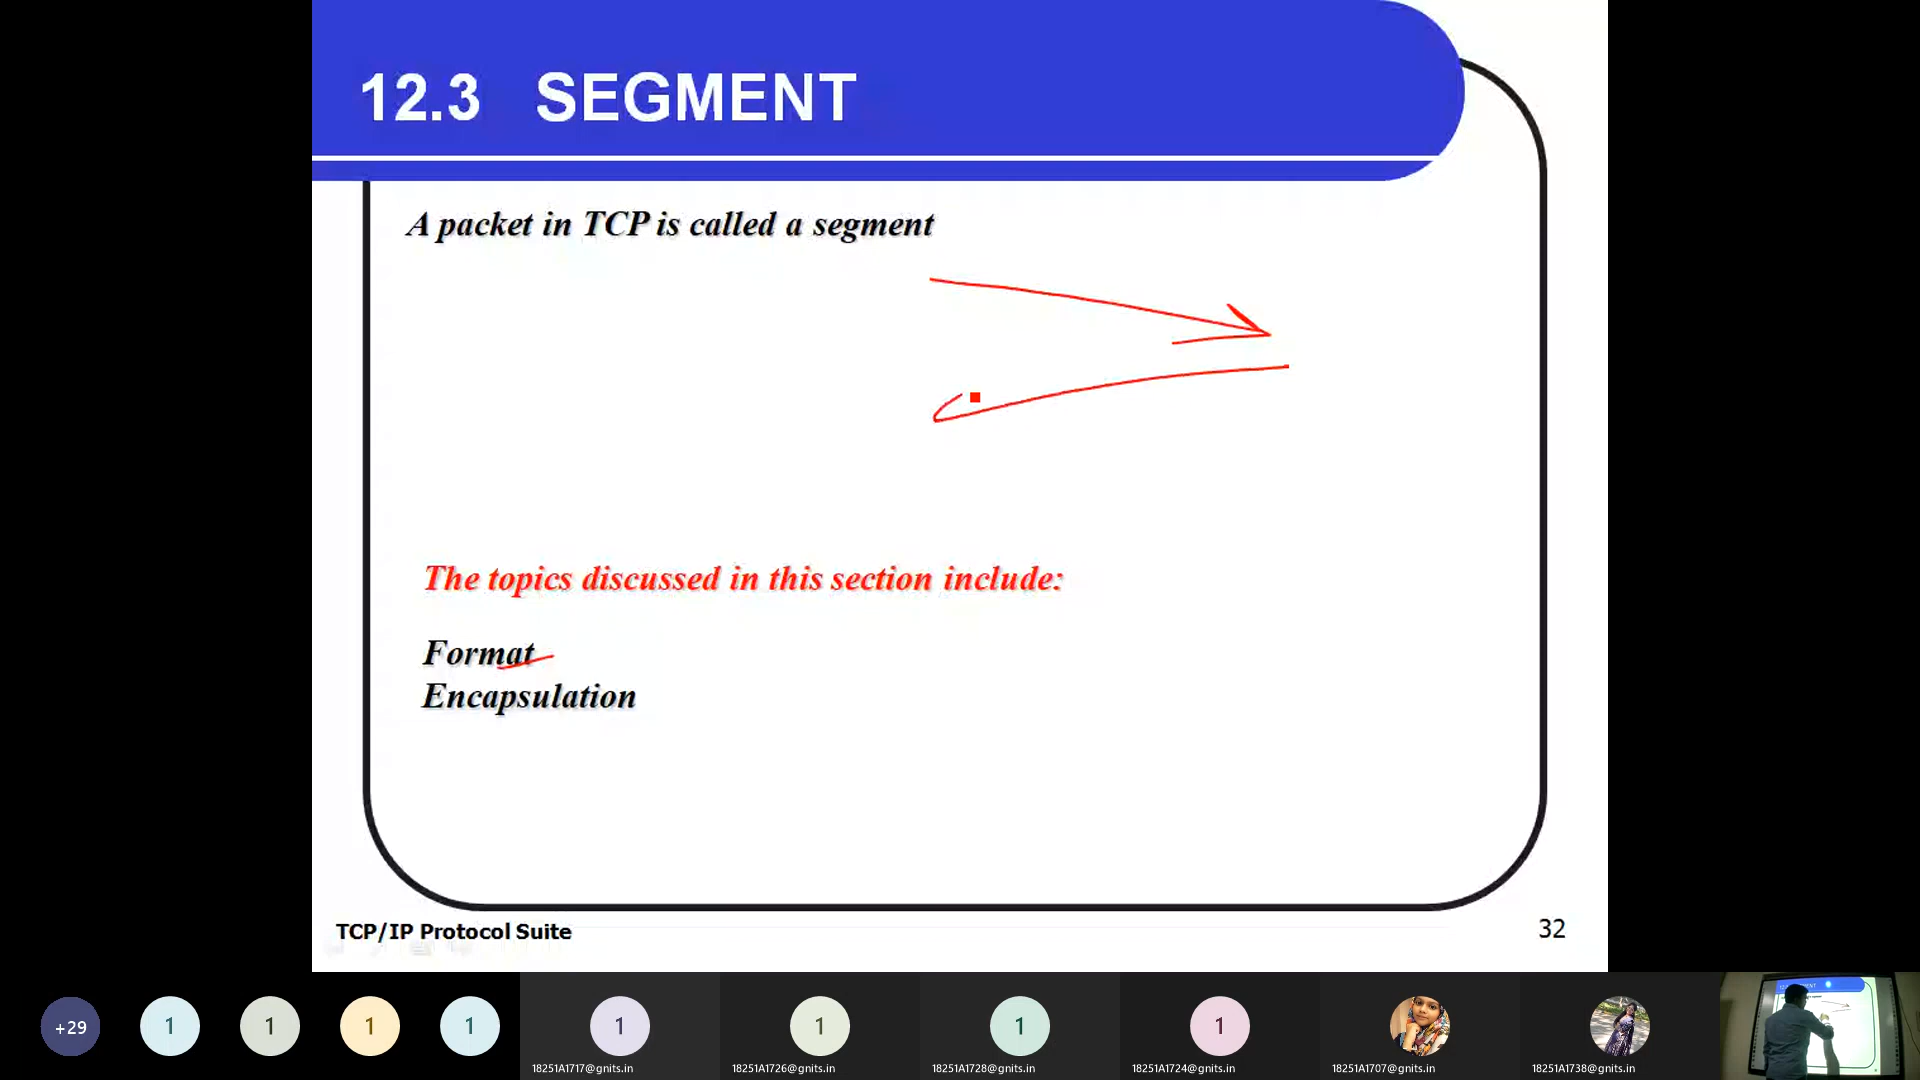 12.3 SEGMENT
A packet in TCP is called a segment
The topics discussed in this section include:
Format
Encapsulation
TCP/IP Protocol Suite
32
+29
1
1
1
1
1
1
1
1
18251A1717@gnits.in
18251A1726@gnits.in
18251A1728@gnits.in
18251A1724@gnits.in
18251A1707@gnits.in
18251A1738@gnits.in